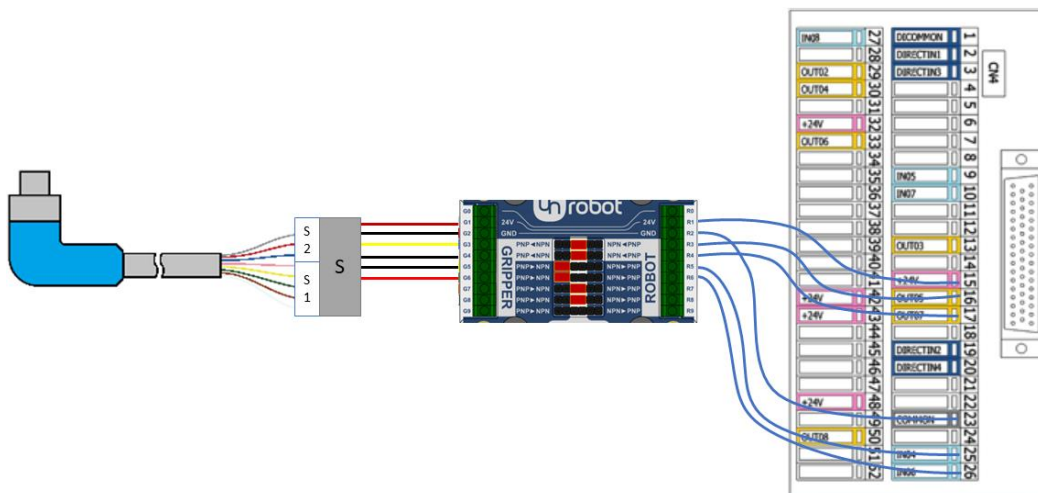 S
2
S
1
S
On robot
G0 R0
G1 24V 24V R1
G2 GND GND R2
G3 PNP◄NPN NPN◄PNP R3
G4 PNP◄NPN NPN◄PNP R4
G5 PNP►NPN NPN►PNP R5
G6 PNP►NPN NPN►PNP R6
G7 PNP►NPN NPN►PNP R7
G8 PNP►NPN NPN►PNP R8
G9 PNP►NPN NPN►PNP R9
GRIPPER
ROBOT
IN08 27 DICOMMON 1
28 DIRECTIN1 2
OUT02 29 DIRECTIN3 3
OUT04 30 4
31 5
+24V 32 6
OUT06 33 7
34 8
35 IN05 9
36 IN07 10
37 11
38 12
39 OUT03 13
40 14
41 +24V 15
+24V 42 OUT05 16
+24V 43 OUT07 17
44 18
45 DIRECTIN2 19
46 DIRECTIN4 20
47 21
+24V 48 22
49 COMMON 23
OUT08 50 24
51 IN04 25
52 IN06 26
CN4